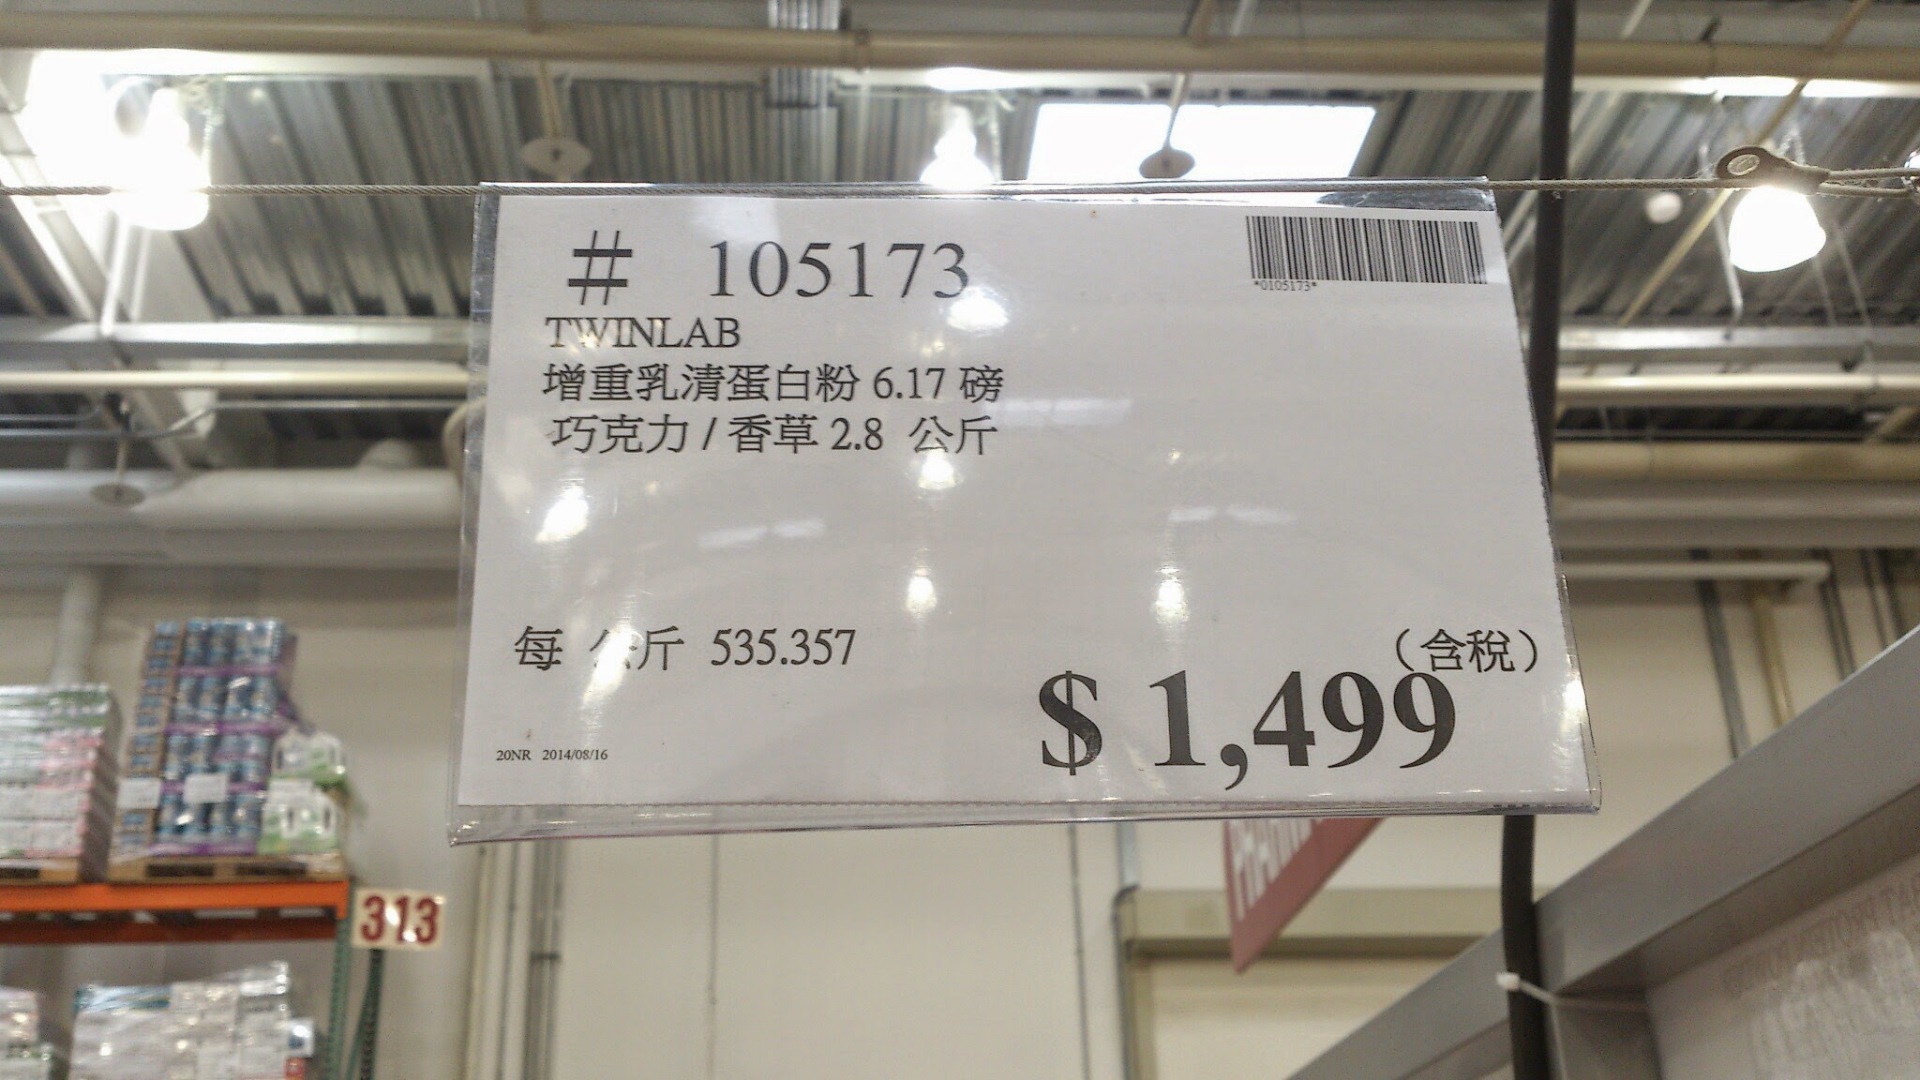 # 105173
*0105173*
TWINLAB
增重乳清蛋白粉 6.17 磅
巧克力 / 香草 2.8 公斤
每 公斤 535.357
(含稅)
$ 1,499
20NR 2014/08/16
313